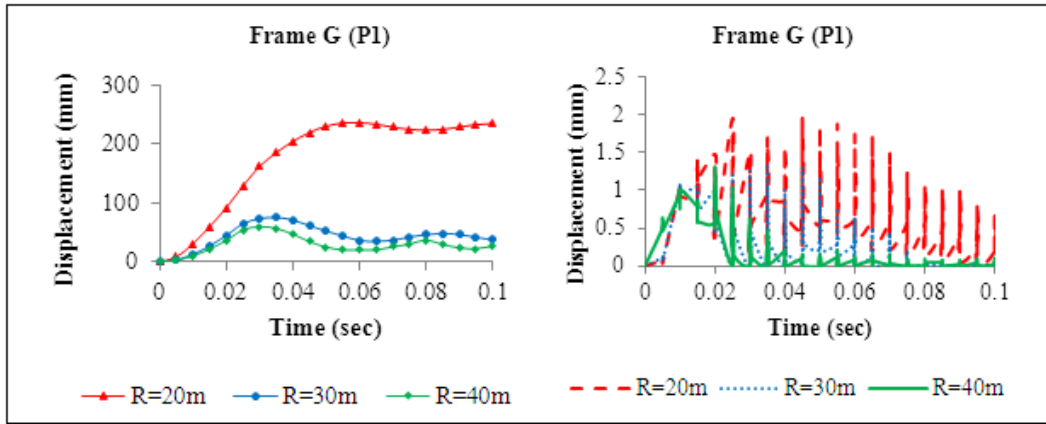 Frame G (P1)
Displacement (mm)
300
200
100
0
0 0.02 0.04 0.06 0.08 0.1
Time (sec)
R=20m R=30m R=40m
Frame G (P1)
Displacement (mm)
2.5
2
1.5
1
0.5
0
0 0.02 0.04 0.06 0.08 0.1
Time (sec)
R=20m R=30m R=40m